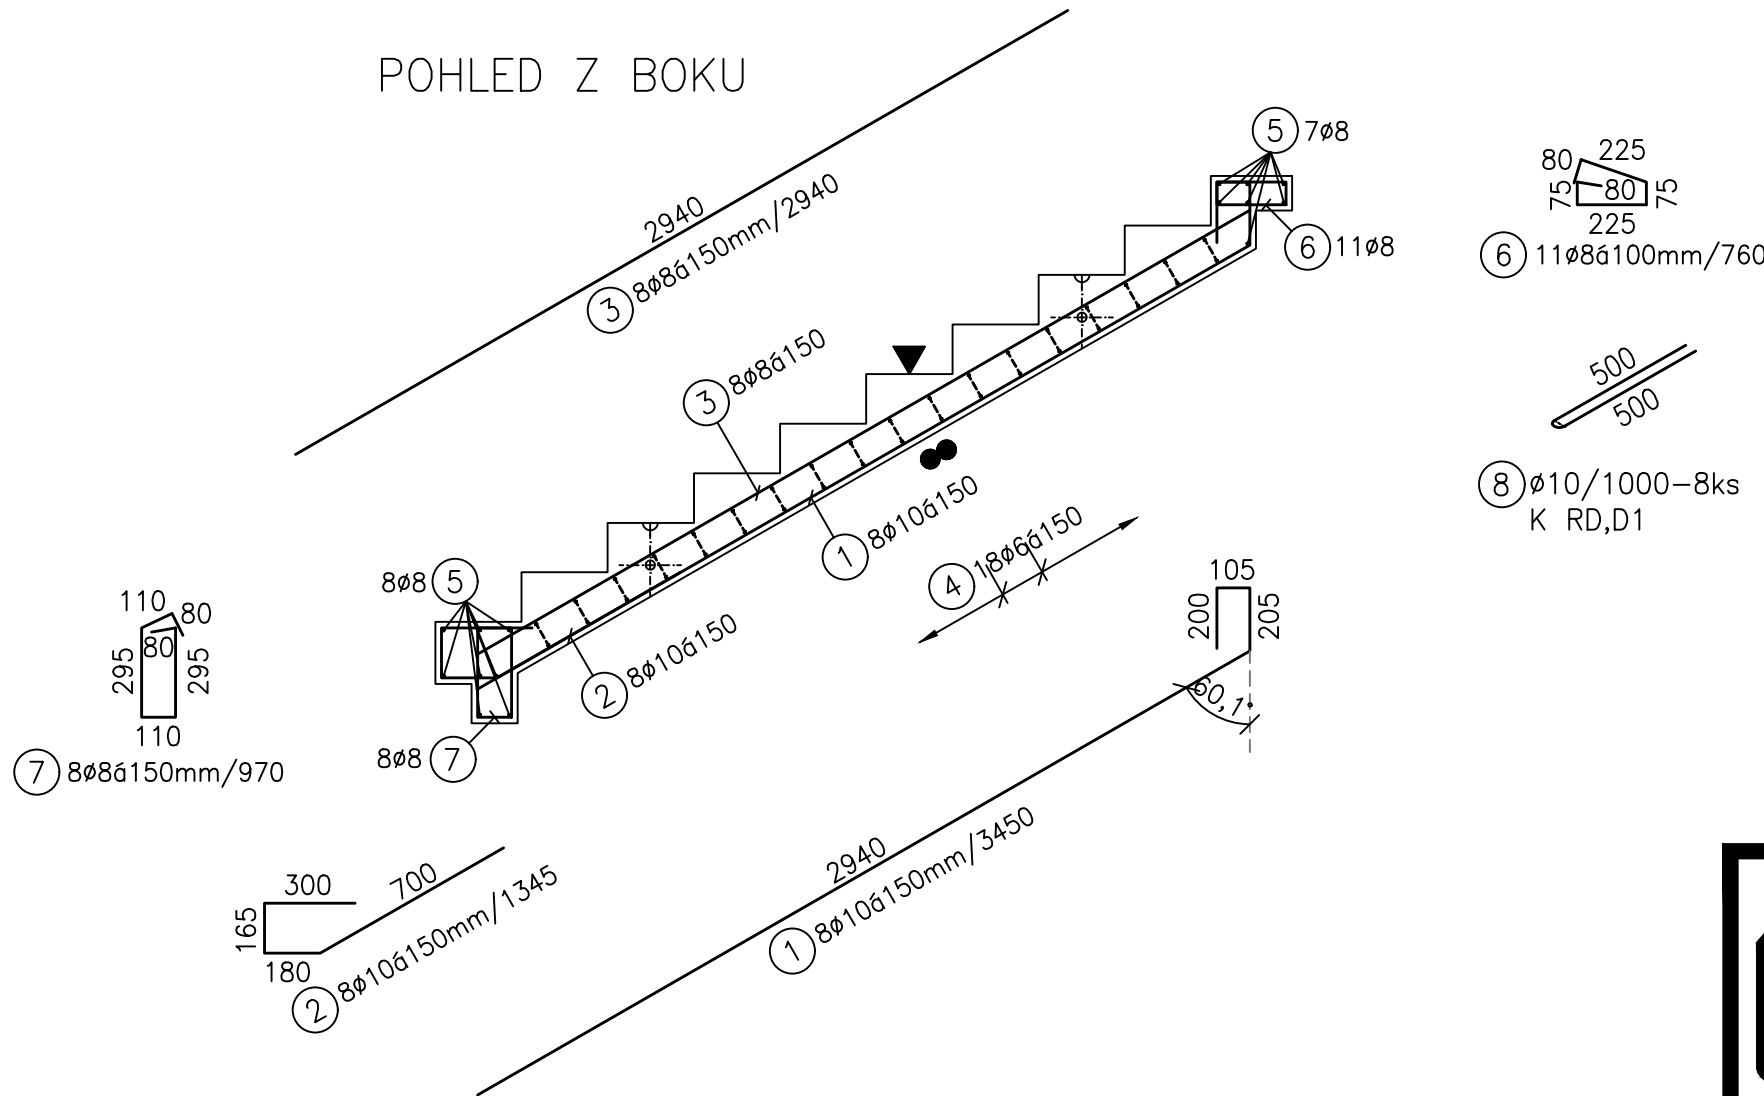 POHLED Z BOKU
2940
3 8ø8á150mm/2940
5 7ø8
6 11ø8
80 225
75 80 75
225
6 11ø8á100mm/760
3 8ø8á150
500
500
8 ø10/1000-8ks
K RD,D1
1 8ø10á150
4 18ø6á150
8ø8 5
2 8ø10á150
8ø8 7
110 80
80
295 295
110
7 8ø8á150mm/970
105
200 205
60,1°
2940
1 8ø10á150mm/3450
300 700
165
180
2 8ø10á150mm/1345